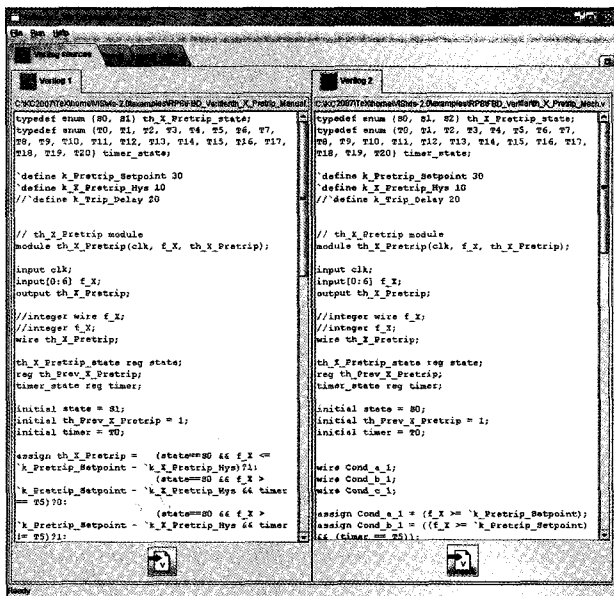 File Run Help
Verilog sources
Verilog 1
typedef enum {S0, S1} th_X_Pretrip_state;
typedef enum {T0, T1, T2, T3, T4, T5, T6, T7,
T8, T9, T10, T11, T12, T13, T14, T15, T16, T17,
T18, T19, T20} timer_state;
`define k_Pretrip_Setpoint 30
`define k_X_Pretrip_Hys 10
//`define k_Trip_Delay 20
// th_X_Pretrip module
module th_X_Pretrip(clk, f_X, th_X_Pretrip);
input clk;
input[0:6] f_X;
output th_X_Pretrip;
//integer wire f_X;
//integer f_X;
wire th_X_Pretrip;
th_X_Pretrip_state reg state;
reg th_Prev_X_Pretrip;
timer_state reg timer;
initial state = S1;
initial th_Prev_X_Pretrip = 1;
initial timer = T0;
assign th_X_Pretrip = (state==S0 && f_X <=
`k_Pretrip_Setpoint - `k_X_Pretrip_Hys)?1:
(state==S0 && f_X >
`k_Pretrip_Setpoint - `k_X_Pretrip_Hys && timer
== T5)?0:
(state==S0 && f_X >
`k_Pretrip_Setpoint - `k_X_Pretrip_Hys && timer
!= T5)?1:
Verilog 2
typedef enum {S0, S1, S2} th_X_Pretrip_state;
typedef enum {T0, T1, T2, T3, T4, T5, T6, T7,
T8, T9, T10, T11, T12, T13, T14, T15, T16, T17,
T18, T19, T20} timer_state;
`define k_Pretrip_Setpoint 30
`define k_X_Pretrip_Hys 10
//`define k_Trip_Delay 20
// th_X_Pretrip module
module th_X_Pretrip(clk, f_X, th_X_Pretrip);
input clk;
input[0:6] f_X;
output th_X_Pretrip;
//integer wire f_X;
//integer f_X;
wire th_X_Pretrip;
th_X_Pretrip_state reg state;
reg th_Prev_X_Pretrip;
timer_state reg timer;
initial state = S0;
initial th_Prev_X_Pretrip = 1;
initial timer = T0;
wire Cond_a_1;
wire Cond_b_1;
wire Cond_c_1;
assign Cond_a_1 = (f_X >= `k_Pretrip_Setpoint);
assign Cond_b_1 = ((f_X >= `k_Pretrip_Setpoint)
&& (timer == T5));
Ready